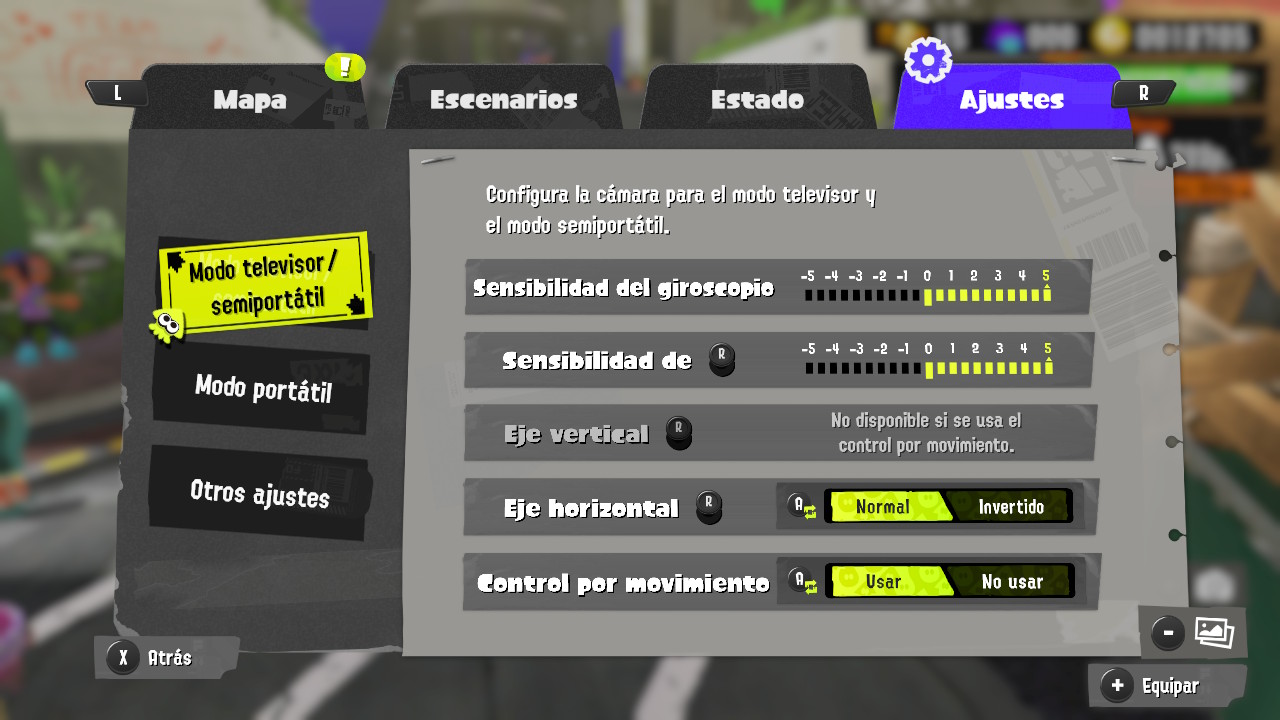 L
Mapa
!
Escenarios
Estado
Ajustes
R
Modo televisor/
semiportátil
Modo portátil
Otros ajustes
Configura la cámara para el modo televisor y
el modo semiportátil.
Sensibilidad del giroscopio
-5 -4 -3 -2 -1 0 1 2 3 4 5
Sensibilidad de R
-5 -4 -3 -2 -1 0 1 2 3 4 5
Eje vertical R
No disponible si se usa el
control por movimiento.
Eje horizontal R
A Normal Invertido
Control por movimiento
A Usar No usar
X Atrás
-
+ Equipar